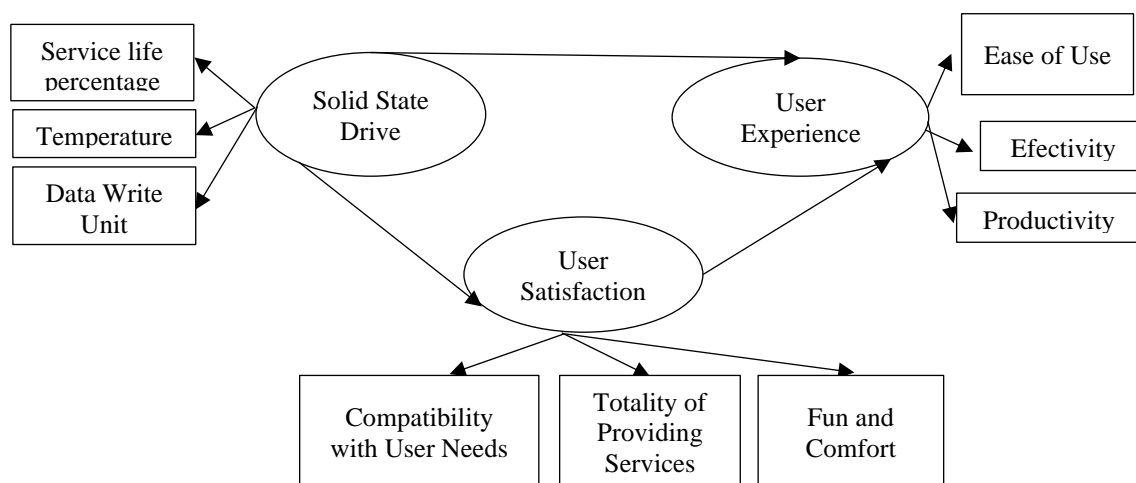 Service life
percentage
Temperature
Data Write
Unit
Solid State
Drive
User
Experience
Ease of Use
Efectivity
Productivity
User
Satisfaction
Compatibility
with User Needs
Totality of
Providing
Services
Fun and
Comfort